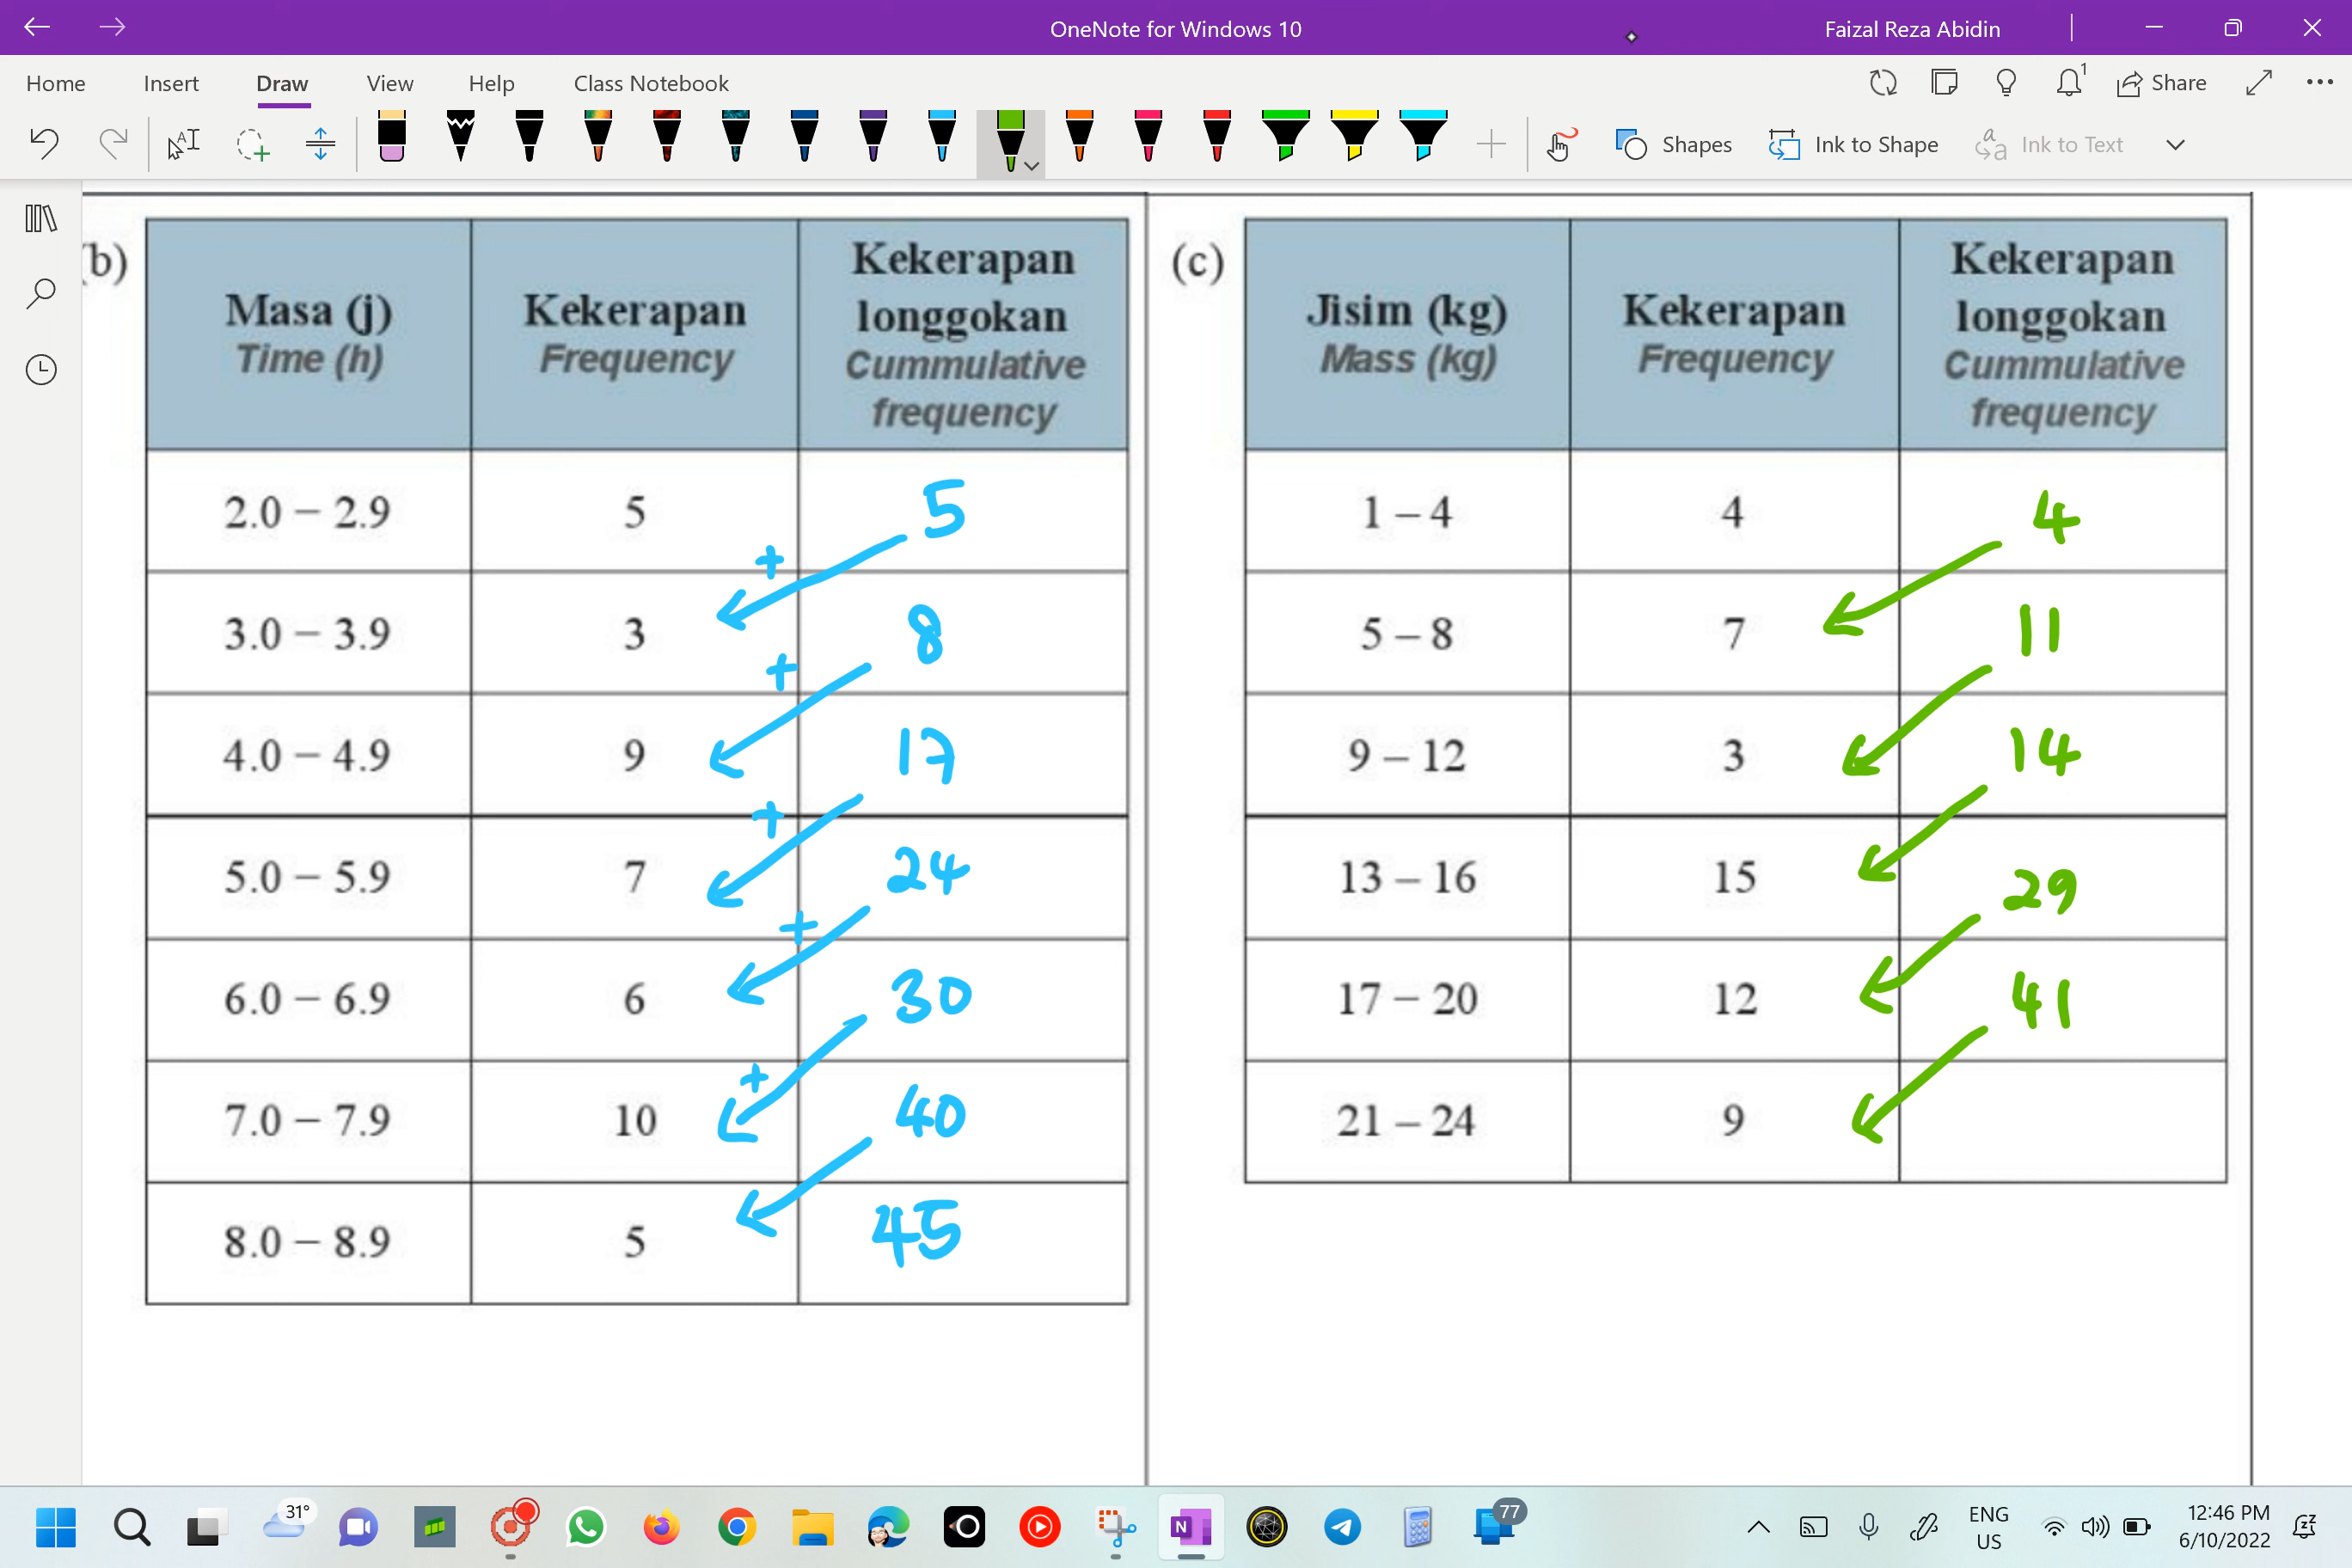 OneNote for Windows 10
Faizal Reza Abidin
Home Insert Draw View Help Class Notebook
1
Share
Shapes Ink to Shape Ink to Text
(b)
Masa (j)
Time (h)
Kekerapan
Frequency
Kekerapan
longgokan
Cummulative
frequency
2.0 – 2.9 5 5
+
3.0 – 3.9 3 8
+
4.0 – 4.9 9 17
+
5.0 – 5.9 7 24
+
6.0 – 6.9 6 30
+
7.0 – 7.9 10 40
8.0 – 8.9 5 45
(c)
Jisim (kg)
Mass (kg)
Kekerapan
Frequency
Kekerapan
longgokan
Cummulative
frequency
1 – 4 4 4
5 – 8 7 11
9 – 12 3 14
13 – 16 15 29
17 – 20 12 41
21 – 24 9
31°
77
ENG
US
12:46 PM
6/10/2022